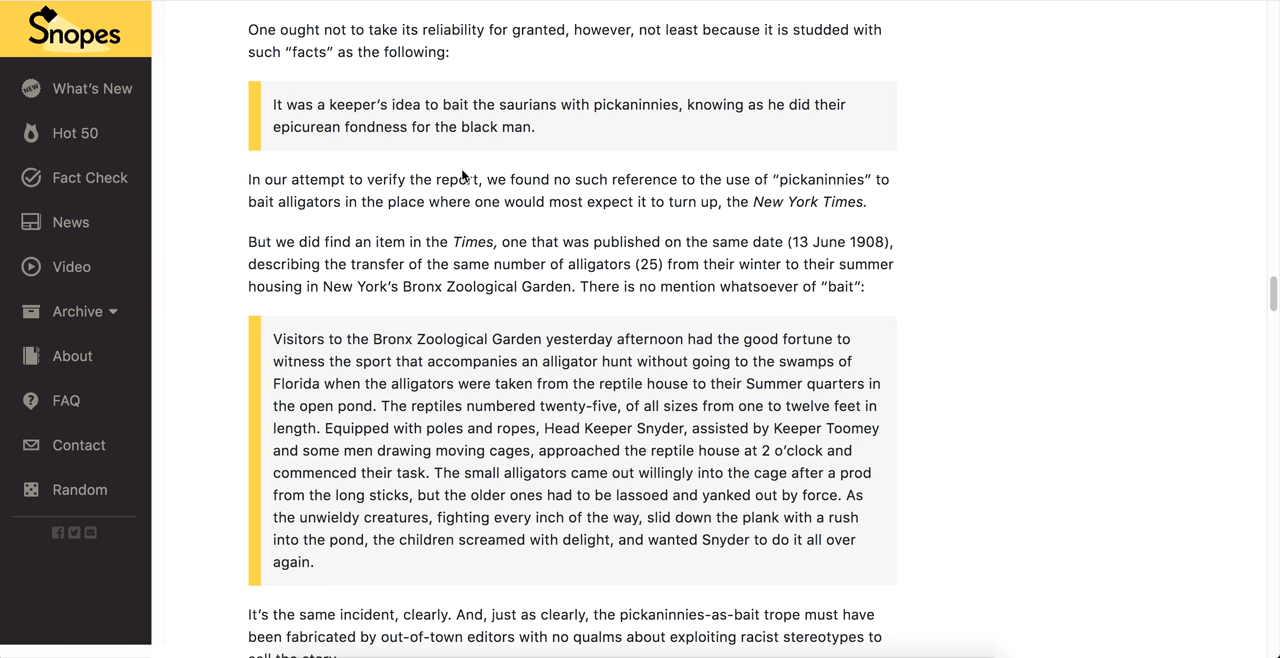 Snopes
NEW
What's New
Hot 50
Fact Check
News
Video
Archive
About
FAQ
Contact
Random
One ought not to take its reliability for granted, however, not least because it is studded with
such “facts” as the following:
It was a keeper's idea to bait the saurians with pickaninnies, knowing as he did their
epicurean fondness for the black man.
In our attempt to verify the report, we found no such reference to the use of “pickaninnies” to
bait alligators in the place where one would most expect it to turn up, the New York Times.
But we did find an item in the Times, one that was published on the same date (13 June 1908),
describing the transfer of the same number of alligators (25) from their winter to their summer
housing in New York's Bronx Zoological Garden. There is no mention whatsoever of “bait”:
Visitors to the Bronx Zoological Garden yesterday afternoon had the good fortune to
witness the sport that accompanies an alligator hunt without going to the swamps of
Florida when the alligators were taken from the reptile house to their Summer quarters in
the open pond. The reptiles numbered twenty-five, of all sizes from one to twelve feet in
length. Equipped with poles and ropes, Head Keeper Snyder, assisted by Keeper Toomey
and some men drawing moving cages, approached the reptile house at 2 o'clock and
commenced their task. The small alligators came out willingly into the cage after a prod
from the long sticks, but the older ones had to be lassoed and yanked out by force. As
the unwieldy creatures, fighting every inch of the way, slid down the plank with a rush
into the pond, the children screamed with delight, and wanted Snyder to do it all over
again.
It's the same incident, clearly. And, just as clearly, the pickaninnies-as-bait trope must have
been fabricated by out-of-town editors with no qualms about exploiting racist stereotypes to
sell the story.